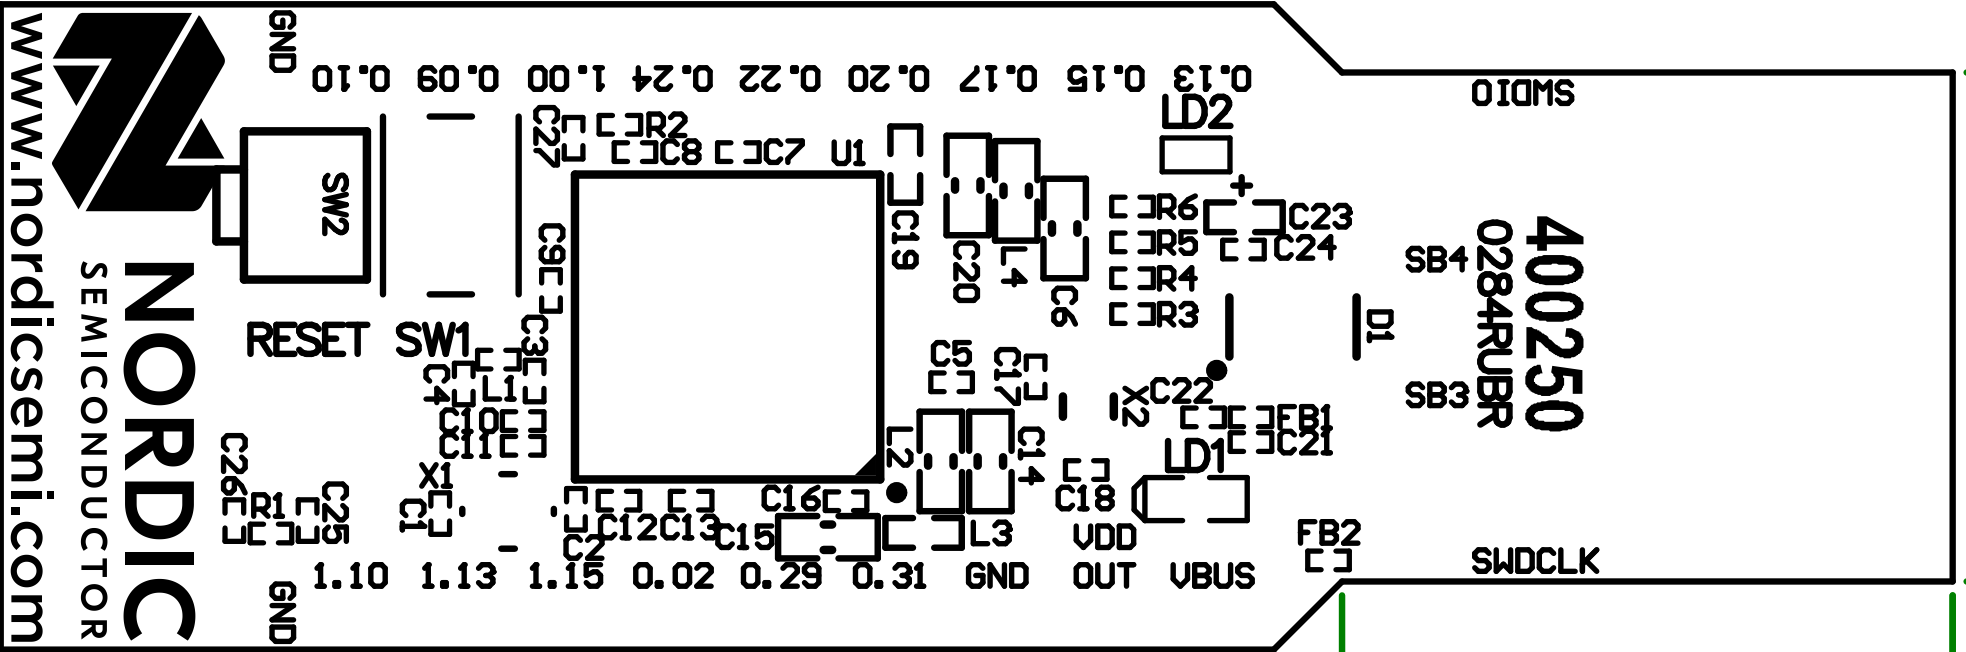 www.nordicsemi.com
NORDIC
SEMICONDUCTOR
GND
0.10 0.09 1.00 0.24 0.22 0.20 0.17 0.15 0.13
SWDIO
LD2
C27
R2
C8
C7
U1
SW2
C19
C20
L4
C6
R6
R5
R4
R3
+
C23
C24
C9
RESET
SW1
C3
C4
L1
C10
C11
C5
C17
X2
C22
D1
FB1
C21
SB4
SB3
0284RUBR
400250
C26
R1
C25
X1
C1
C2
C12
C13
C16
C15
L2
C14
L3
C18
LD1
VDD
FB2
SWDCLK
GND
1.10 1.13 1.15 0.02 0.29 0.31 GND OUT VBUS